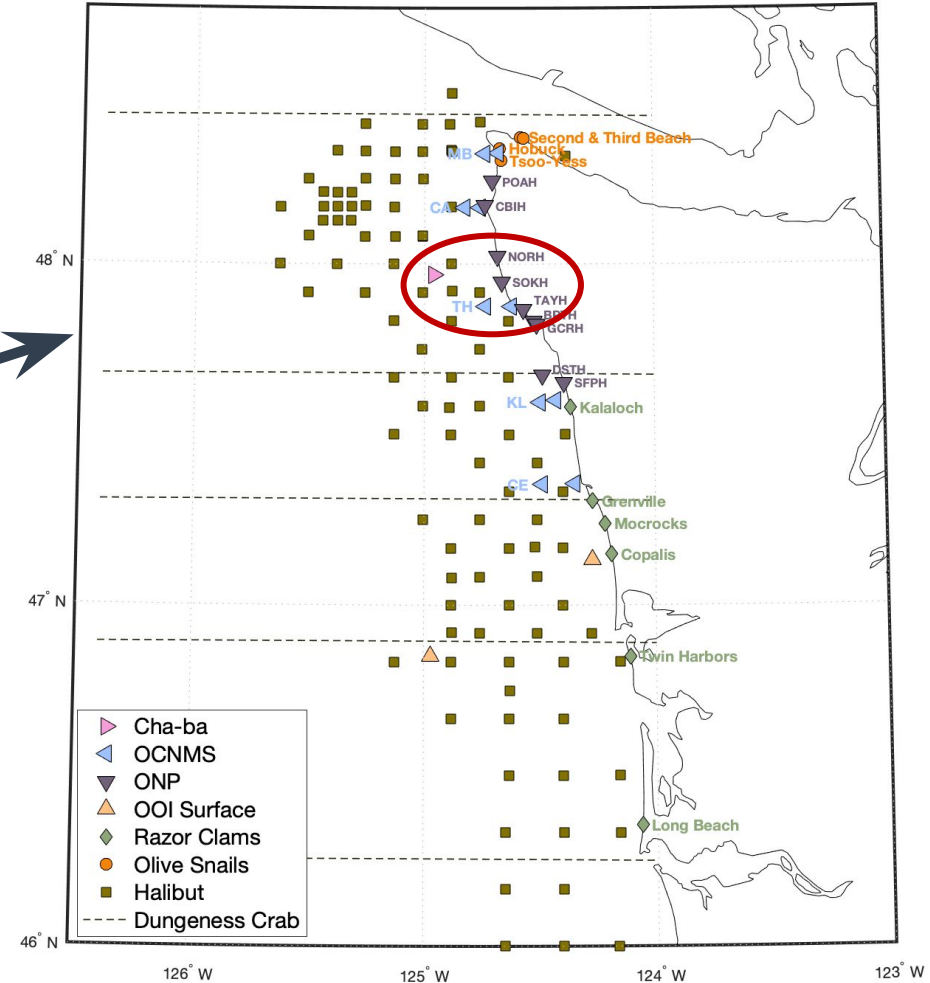 Second & Third Beach
Hobuck
MB
Tsoo-Yess
POAH
CA
CBIH
48° N
NORH
SOKH
TAYH
TH
GCRH
DSTH
SFPH
KL
Kalaloch
CE
Grenville
Mocrocks
Copalis
47° N
Twin Harbors
Cha-ba
OCNMS
ONP
OOI Surface
Razor Clams
Long Beach
Olive Snails
Halibut
Dungeness Crab
46° N
126° W
125° W
124° W
123° W